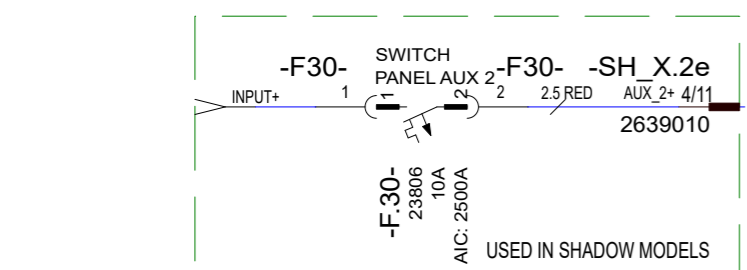 -F30-
SWITCH
PANEL AUX 2
-F30-
-SH_X.2e
INPUT+
1
1
2
2
2.5 RED
AUX_2+
4/11
2639010
-F.30-
23806
10A
AIC: 2500A
USED IN SHADOW MODELS